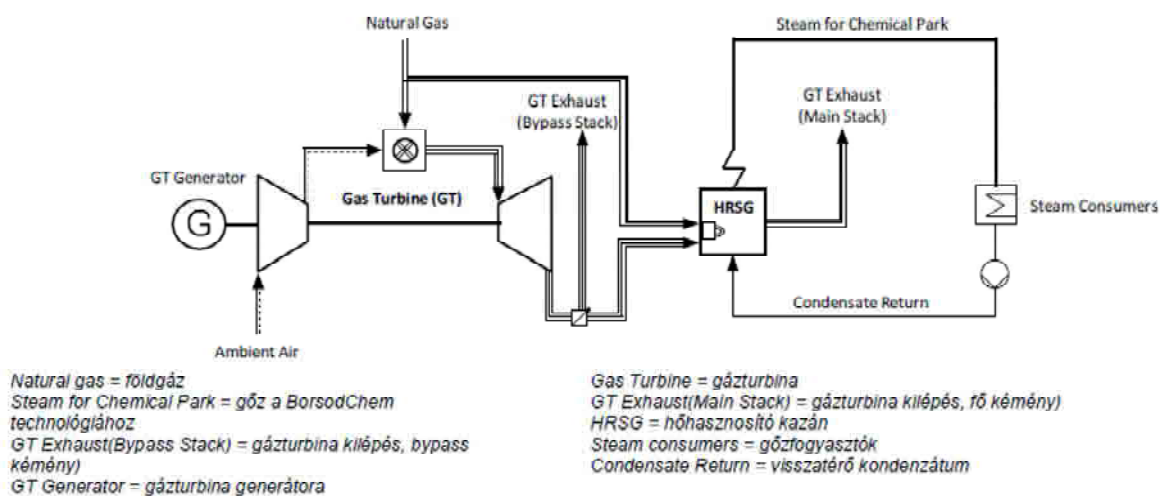 Natural Gas
Steam for Chemical Park
GT Exhaust
(Bypass Stack)
GT Exhaust
(Main Stack)
GT Generator
G
Gas Turbine (GT)
HRSG
Steam Consumers
Condensate Return
Ambient Air
Natural gas = földgáz
Steam for Chemical Park = gőz a BorsodChem
technológiához
GT Exhaust(Bypass Stack) = gázturbina kilépés, bypass
kémény)
GT Generator = gázturbina generátora
Gas Turbine = gázturbina
GT Exhaust(Main Stack) = gázturbina kilépés, fő kémény)
HRSG = hőhasznosító kazán
Steam consumers = gőzfogyasztók
Condensate Return = visszatérő kondenzátum